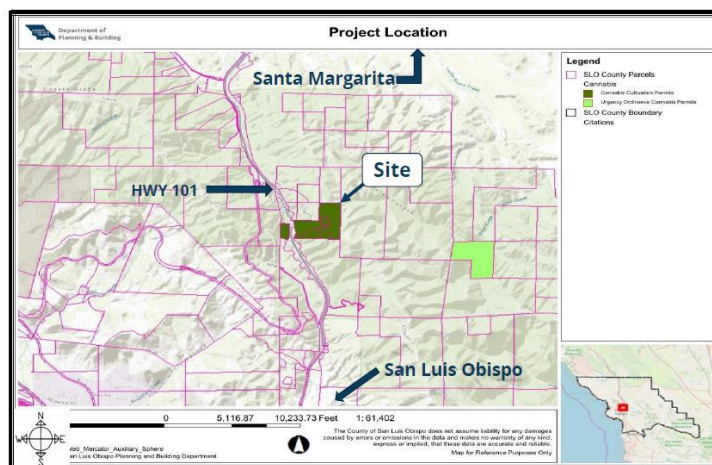 Department of
Planning & Building
Project Location
Santa Margarita
HWY 101
Site
San Luis Obispo
Legend
SLO County Parcels
Cannabis
Cannabis Cultivation Permits
Urgency Ordinance Cannabis Permits
SLO County Boundary
Citations
N
W
E
0
5,116.87
10,233.73 Feet
1: 61,402
Web_Mercator_Auxiliary_Sphere
San Luis Obispo Planning and Building Department
The County of San Luis Obispo does not assume liability for any damages
caused by errors or omissions in the data and makes no warranty of any kind,
express or implied, that these data are accurate and reliable.
Map for Reference Purposes Only